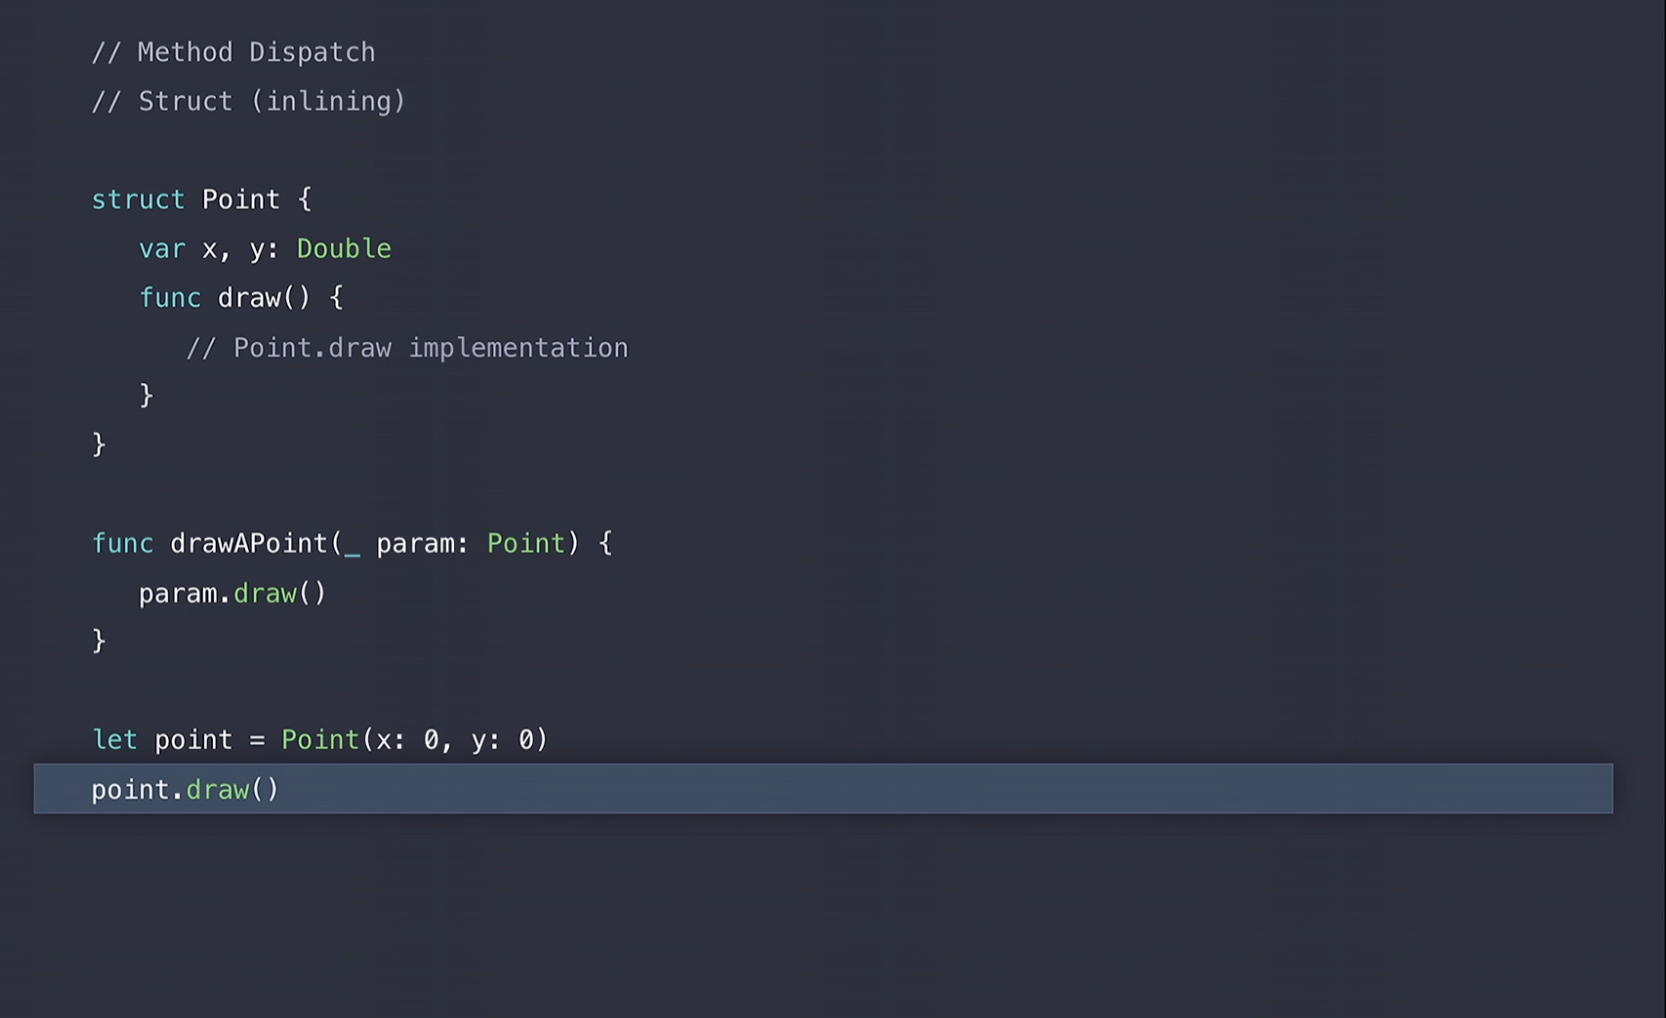 // Method Dispatch
// Struct (inlining)
struct Point {
   var x, y: Double
   func draw() {
      // Point.draw implementation
   }
}
func drawAPoint(_ param: Point) {
   param.draw()
}
let point = Point(x: 0, y: 0)
point.draw()